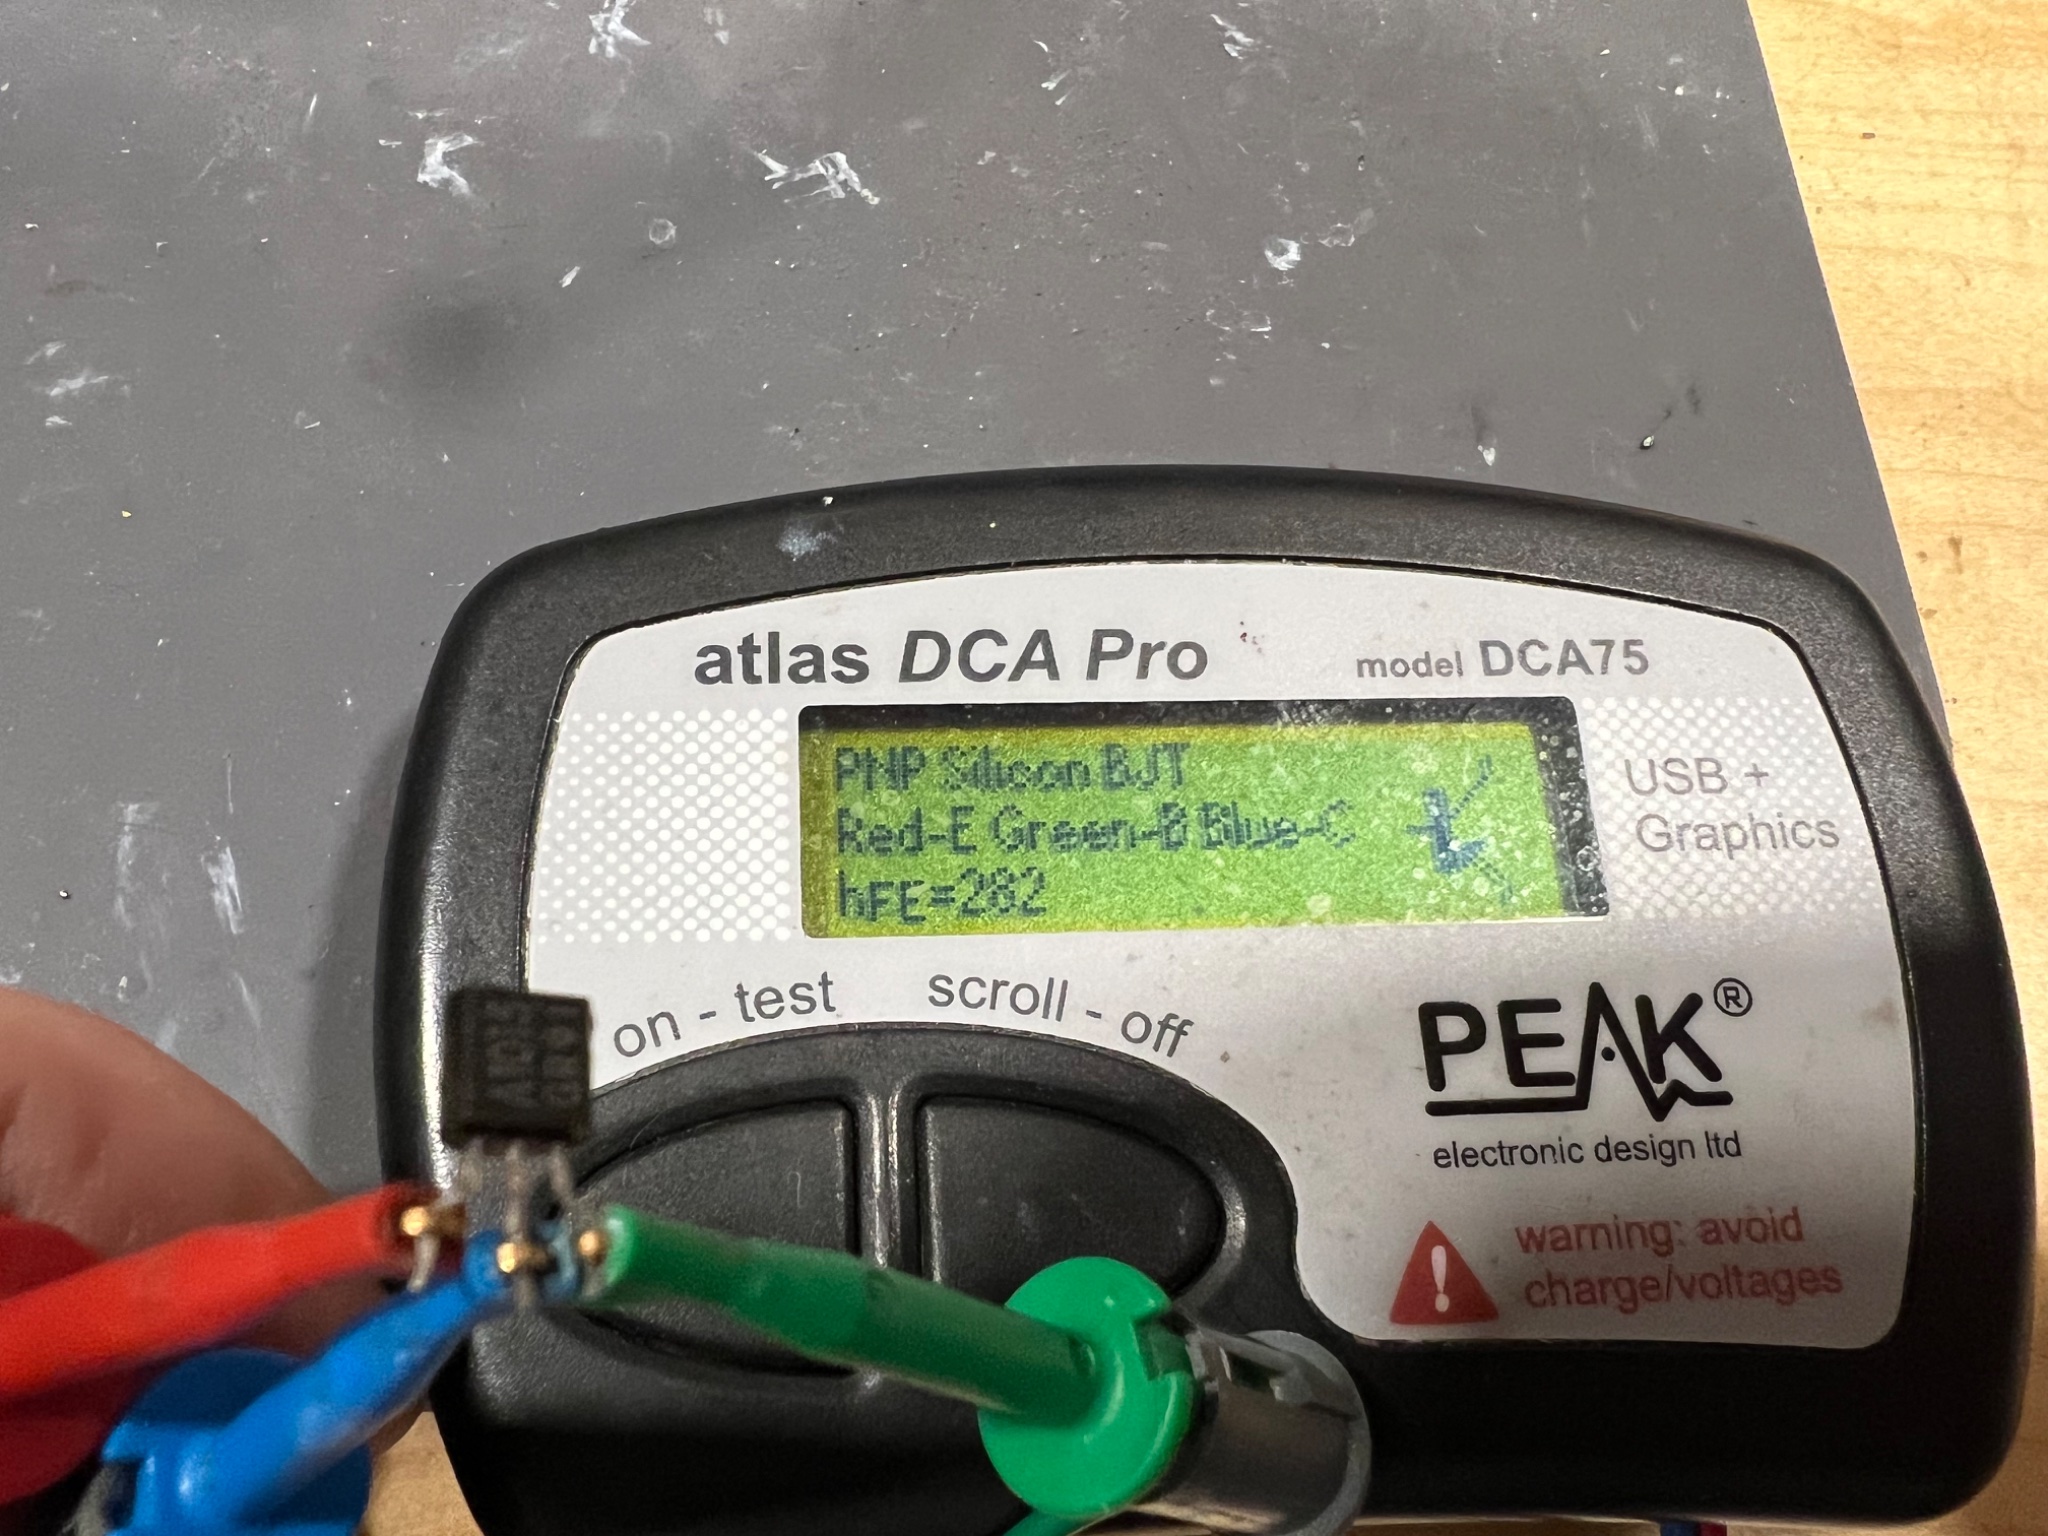 atlas DCA Pro
model DCA75
PNP Silicon BJT
Red-E Green-B Blue-C
hFE=282
USB +
Graphics
on - test
scroll - off
PEAK®
electronic design ltd
warning: avoid
charge/voltages